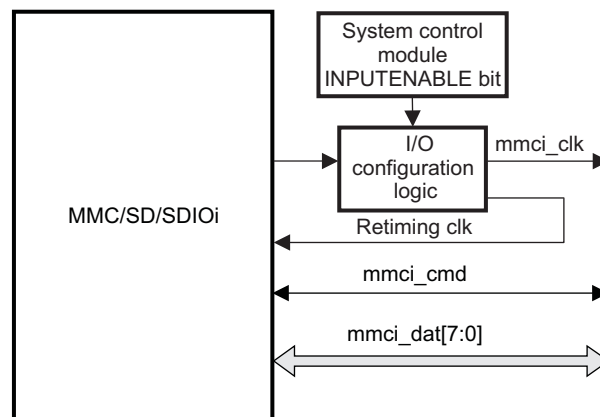 System control
module
INPUTENABLE bit
I/O
configuration
logic
mmci_clk
MMC/SD/SDIOi
Retiming clk
mmci_cmd
mmci_dat[7:0]